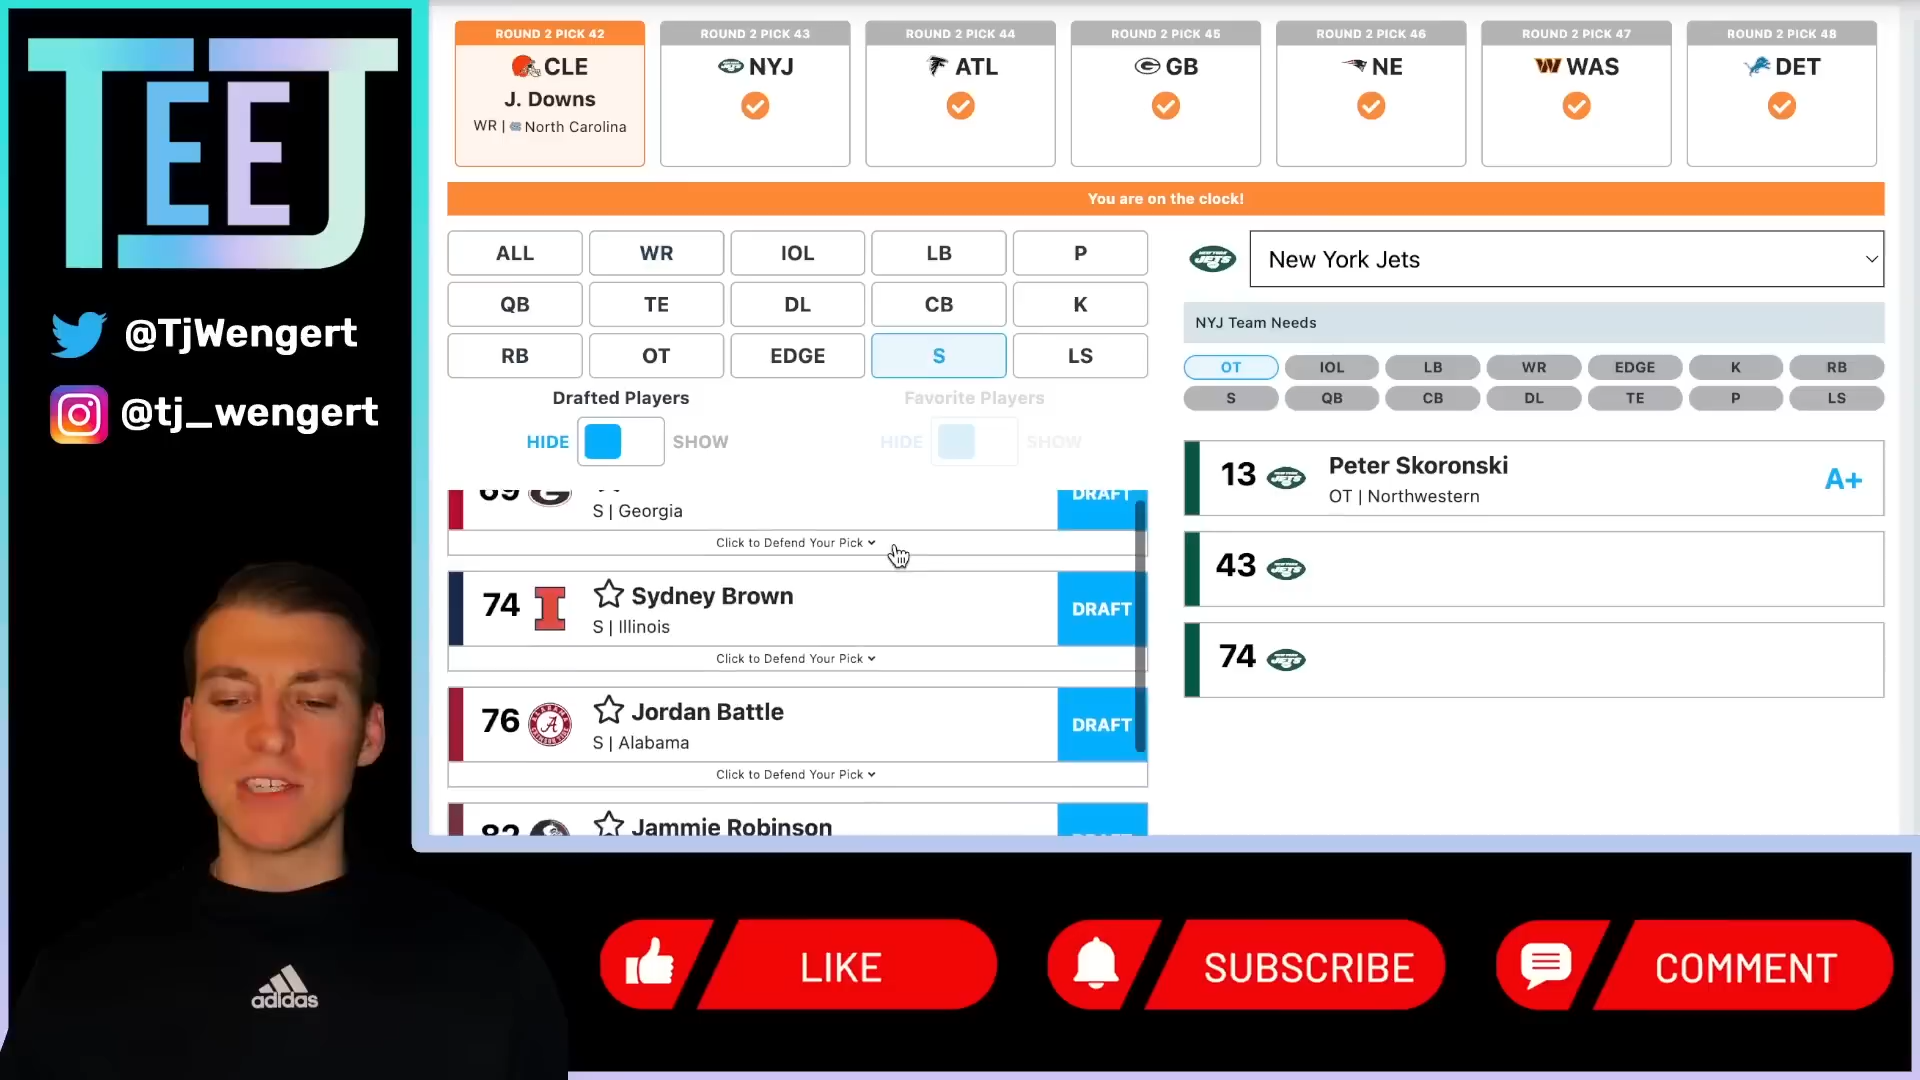 TEEJ
@TjWengert
@tj_wengert
adidas
ROUND 2 PICK 42
CLE
J. Downs
WR | North Carolina
ROUND 2 PICK 43
NYJ
ROUND 2 PICK 44
ATL
ROUND 2 PICK 45
GB
ROUND 2 PICK 46
NE
ROUND 2 PICK 47
WAS
ROUND 2 PICK 48
DET
You are on the clock!
ALL WR IOL LB P
QB TE DL CB K
RB OT EDGE S LS
Drafted Players
HIDE SHOW
Favorite Players
HIDE SHOW
69 DRAFT
S | Georgia
Click to Defend Your Pick
74 Sydney Brown DRAFT
S | Illinois
Click to Defend Your Pick
76 Jordan Battle DRAFT
S | Alabama
Click to Defend Your Pick
82 Jammie Robinson
New York Jets
NYJ Team Needs
OT IOL LB WR EDGE K RB
S QB CB DL TE P LS
13 Peter Skoronski A+
OT | Northwestern
43
74
LIKE
SUBSCRIBE
COMMENT